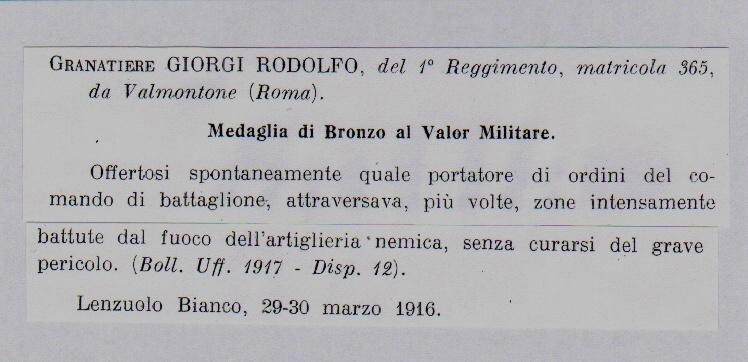 GRANATIERE GIORGI RODOLFO, del 1° Reggimento, matricola 365,
da Valmontone (Roma).
Medaglia di Bronzo al Valor Militare.
Offertosi spontaneamente quale portatore di ordini del co-
mando di battaglione, attraversava, più volte, zone intensamente
battute dal fuoco dell'artiglieria nemica, senza curarsi del grave
pericolo. (Boll. Uff. 1917 - Disp. 12).
Lenzuolo Bianco, 29-30 marzo 1916.